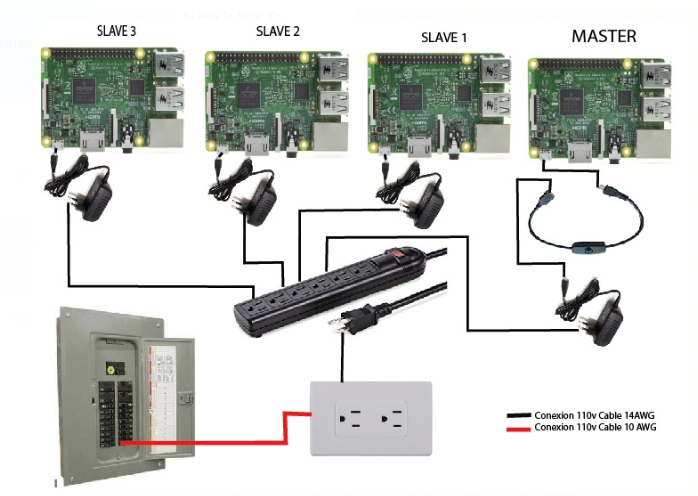 SLAVE 3
SLAVE 2
SLAVE 1
MASTER
Conexion 110v Cable 14AWG
Conexion 110v Cable 10 AWG